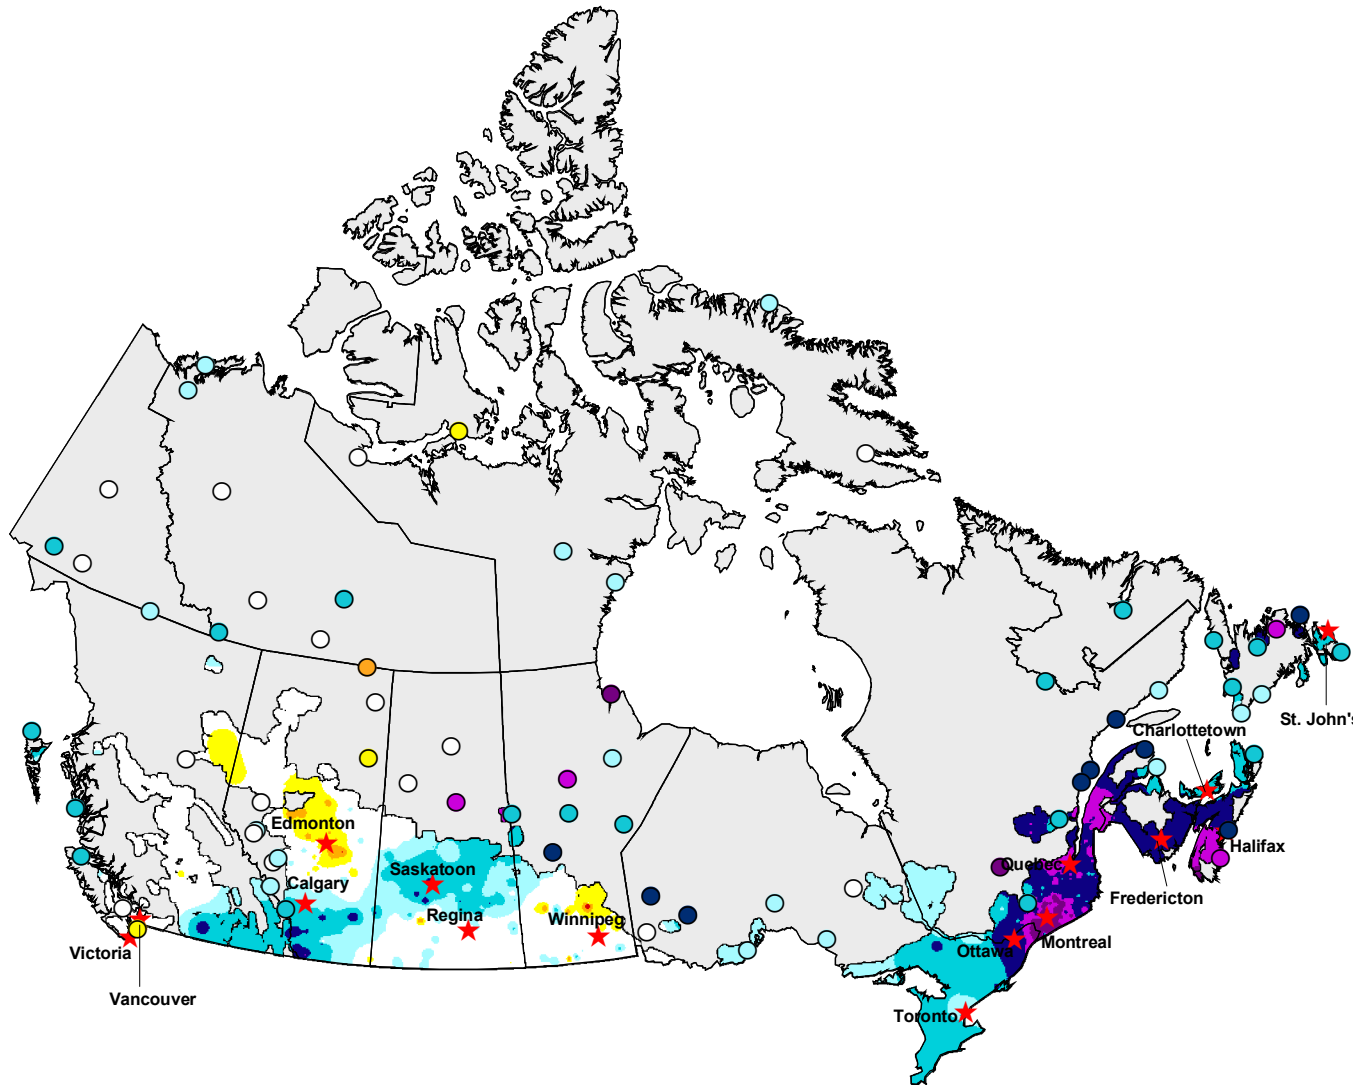 St. John's
Charlottetown
Edmonton
Halifax
Quebec
Saskatoon
Calgary
Fredericton
Regina
Winnipeg
Montreal
Ottawa
Victoria
Vancouver
Toronto